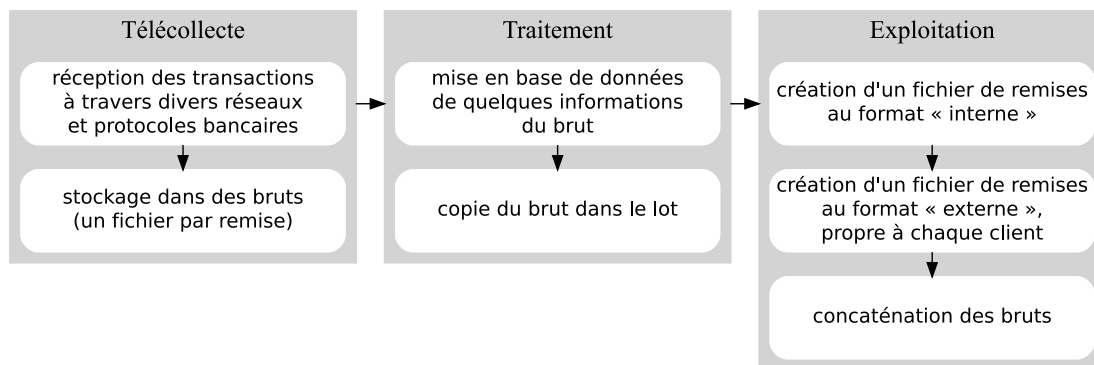 Télécollecte
réception des transactions
à travers divers réseaux
et protocoles bancaires
stockage dans des bruts
(un fichier par remise)
Traitement
mise en base de données
de quelques informations
du brut
copie du brut dans le lot
Exploitation
création d'un fichier de remises
au format « interne »
création d'un fichier de remises
au format « externe »,
propre à chaque client
concaténation des bruts